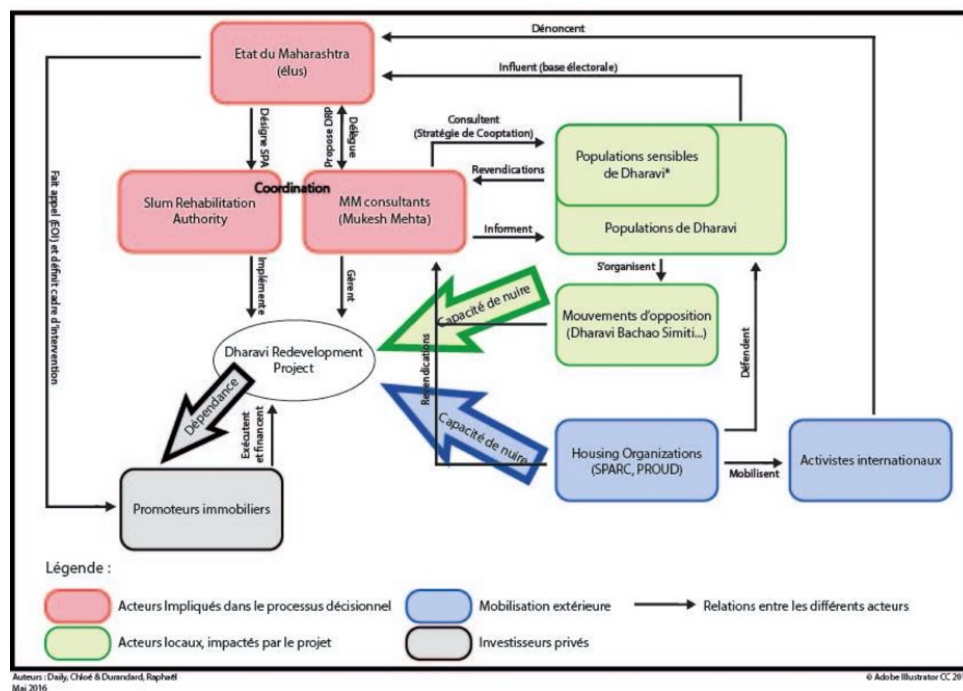 Dénoncent
Etat du Maharashtra
(élus)
Influent (base électorale)
Désigne SPA
Propose DRP
Délègue
Consultent
(Stratégie de Cooptation)
Populations sensibles
de Dharavi*
Revendications
Coordination
Slum Rehabilitation
Authority
MM consultants
(Mukesh Mehta)
Populations de Dharavi
Informent
Fait appel (EOI) et définit cadre d'intervention
Implémente
Gèrent
S'organisent
Capacité de nuire
Mouvements d'opposition
(Dharavi Bachao Simiti...)
Dharavi Redevelopment
Project
Revendications
Défendent
Dépendance
Exécutent
et financent
Capacité de nuire
Housing Organizations
(SPARC, PROUD)
Mobilisent
Activistes internationaux
Promoteurs immobiliers
Légende :
Acteurs Impliqués dans le processus décisionnel
Mobilisation extérieure
Relations entre les différents acteurs
Acteurs locaux, impactés par le projet
Investisseurs privés
Auteurs : Daily, Chloé & Durandard, Raphaël
Mai 2016
© Adobe Illustrator CC